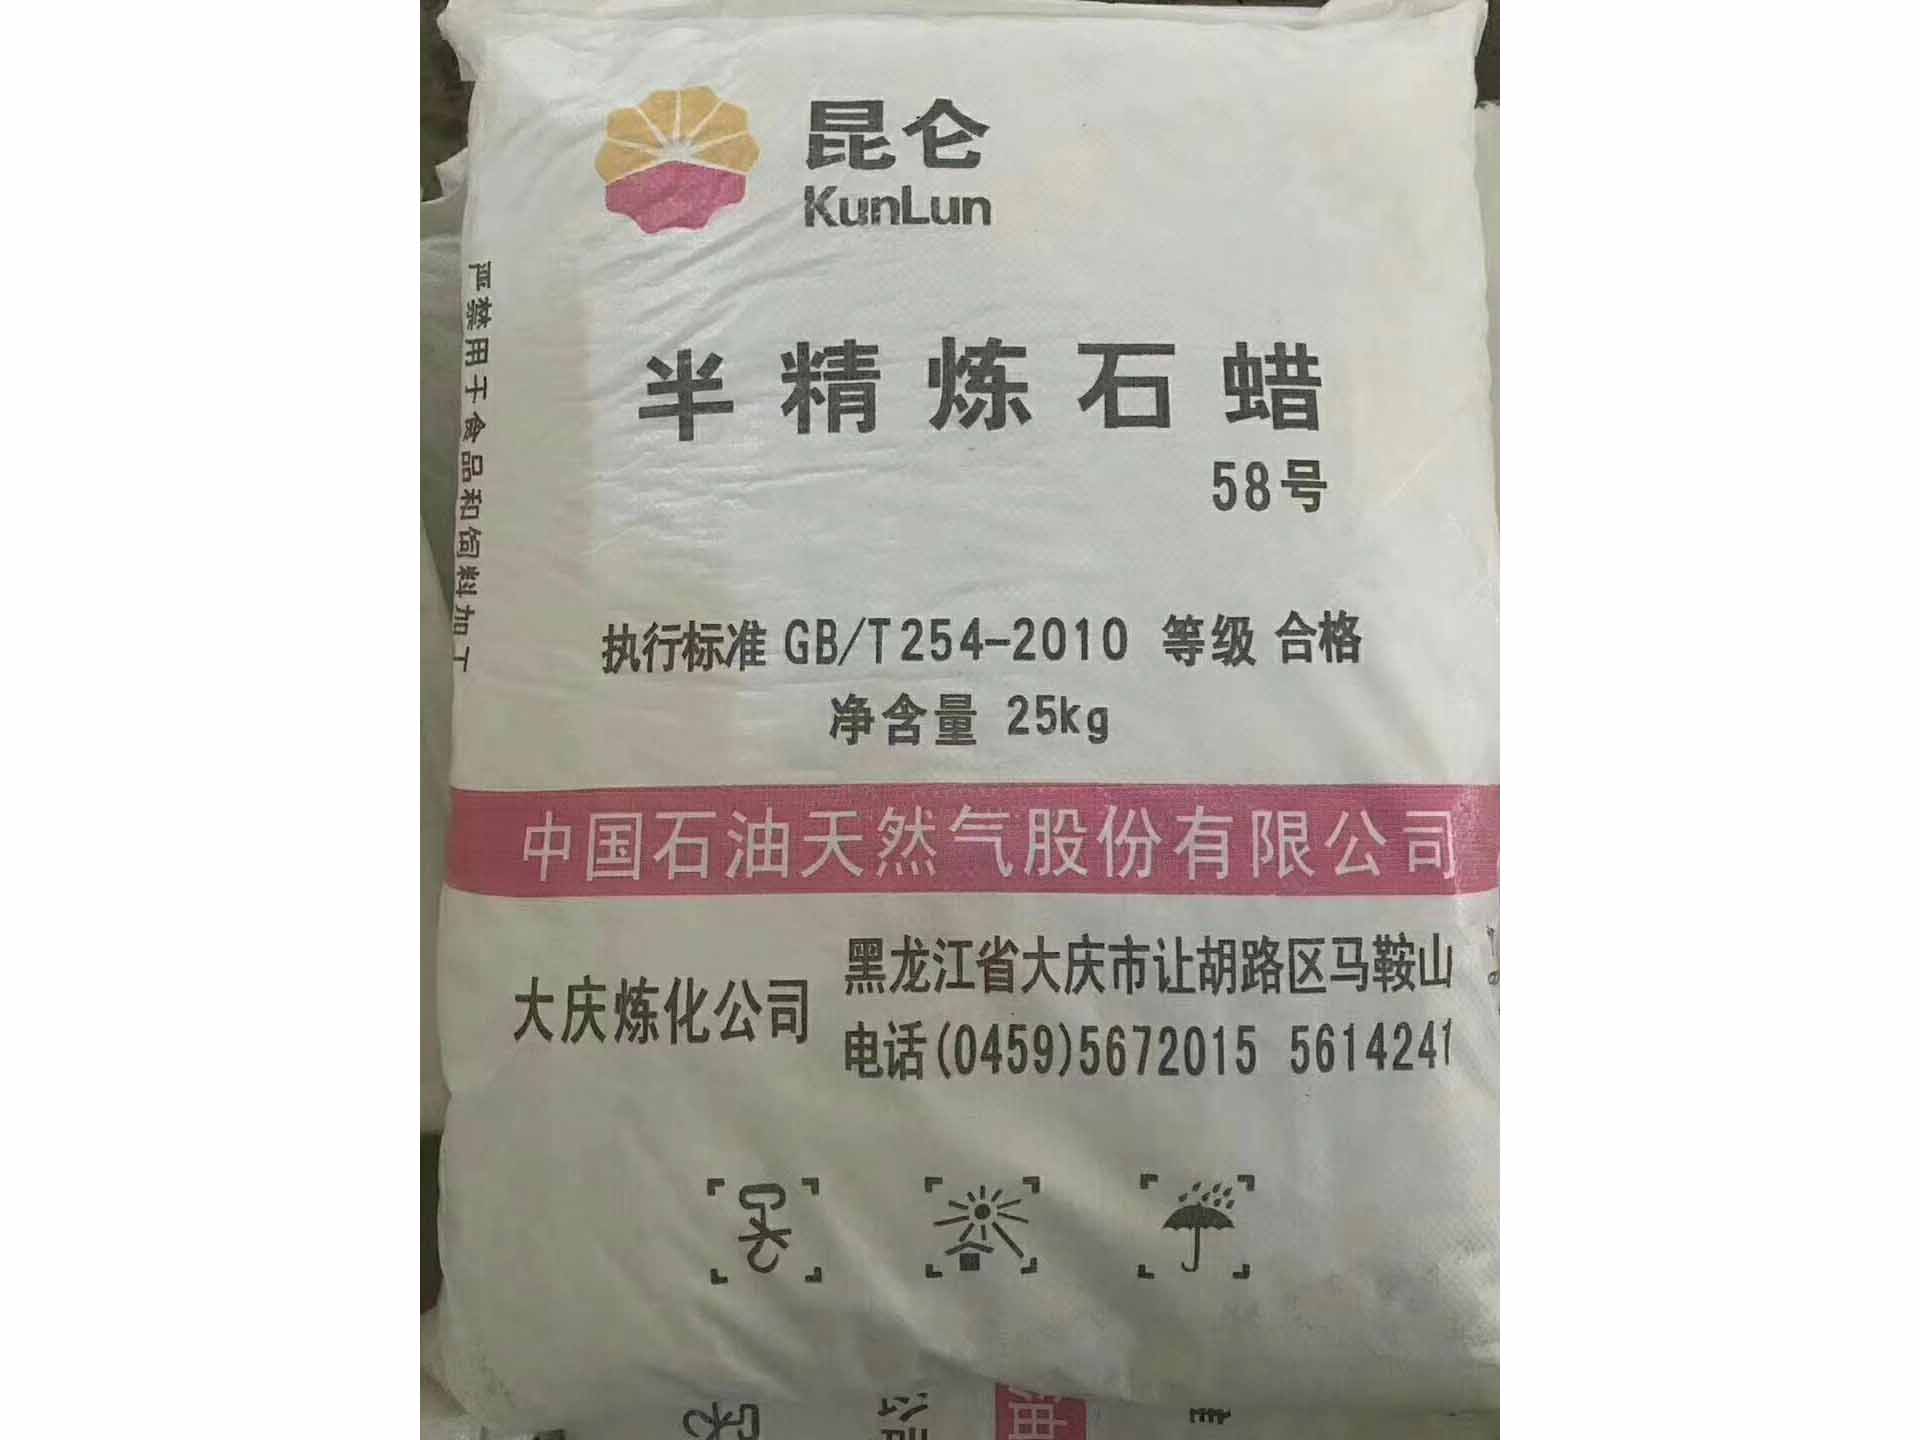 昆仑
KunLun
严禁用于食品和饲料加工
半精炼石蜡
58号
执行标准 GB/T254-2010 等级 合格
净含量 25kg
中国石油天然气股份有限公司
大庆炼化公司
黑龙江省大庆市让胡路区马鞍山
电话(0459)5672015 5614241
公司
油